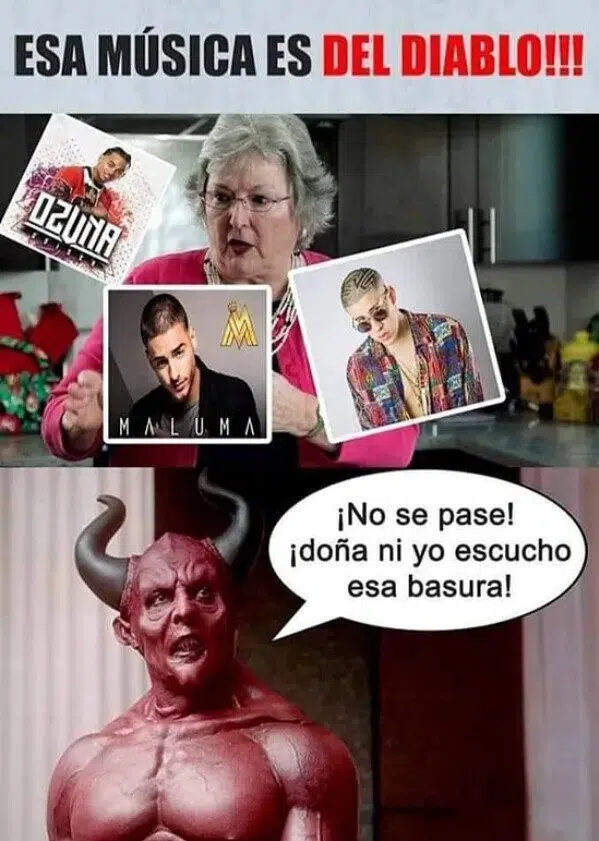 ESA MÚSICA ES DEL DIABLO!!!
OZUNA
MALUMA
¡No se pase!
¡doña ni yo escucho
esa basura!